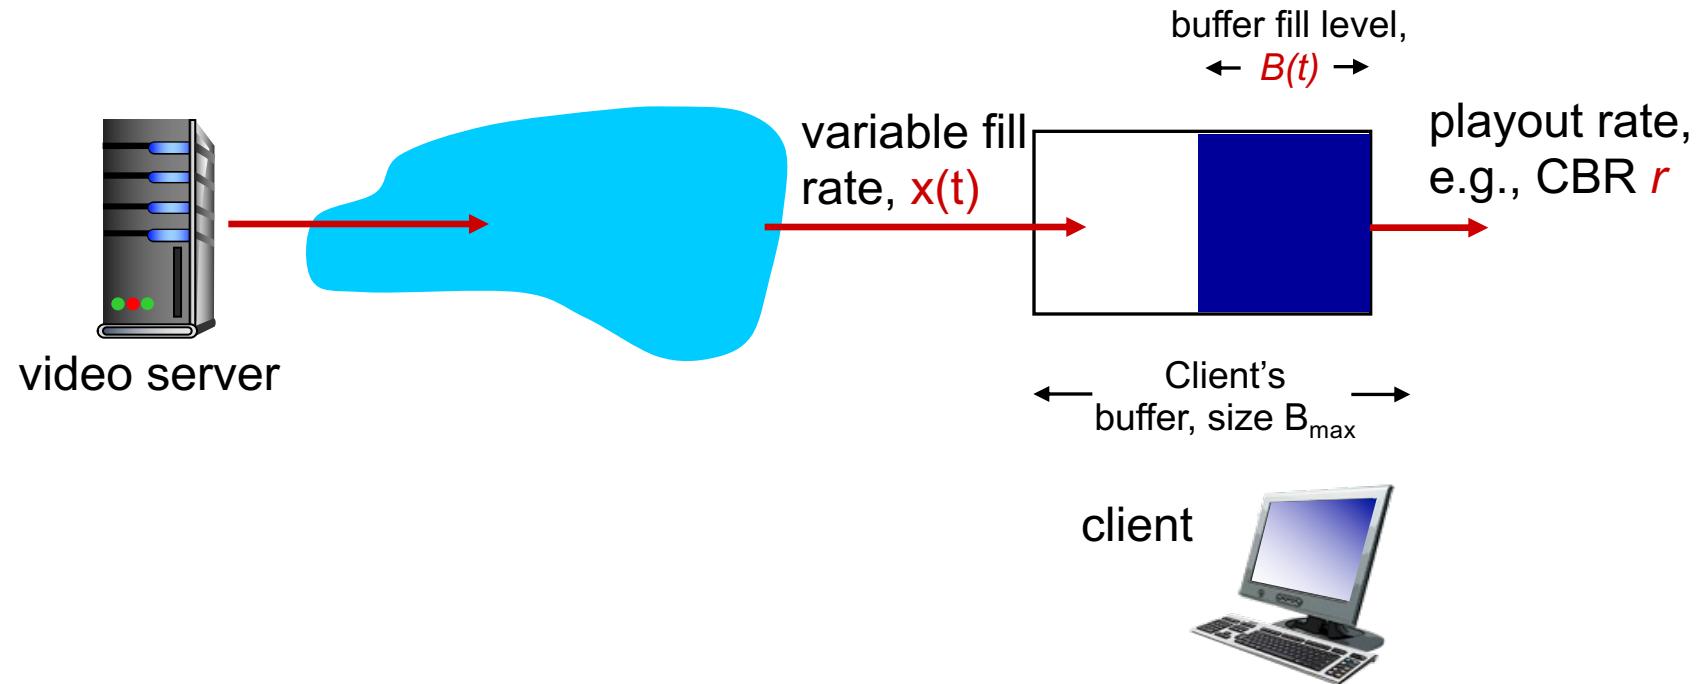 buffer fill level,
B(t)
variable fill
rate, x(t)
playout rate,
e.g., CBR r
video server
Client’s
buffer, size Bmax
client